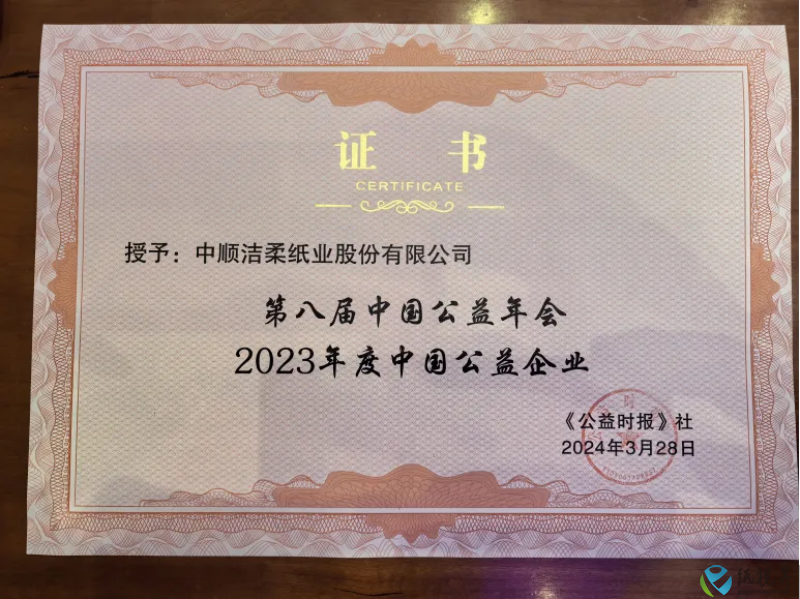 证 书
CERTIFICATE
授予：中顺洁柔纸业股份有限公司
第八届中国公益年会
2023年度中国公益企业
《公益时报》社
2024年3月28日